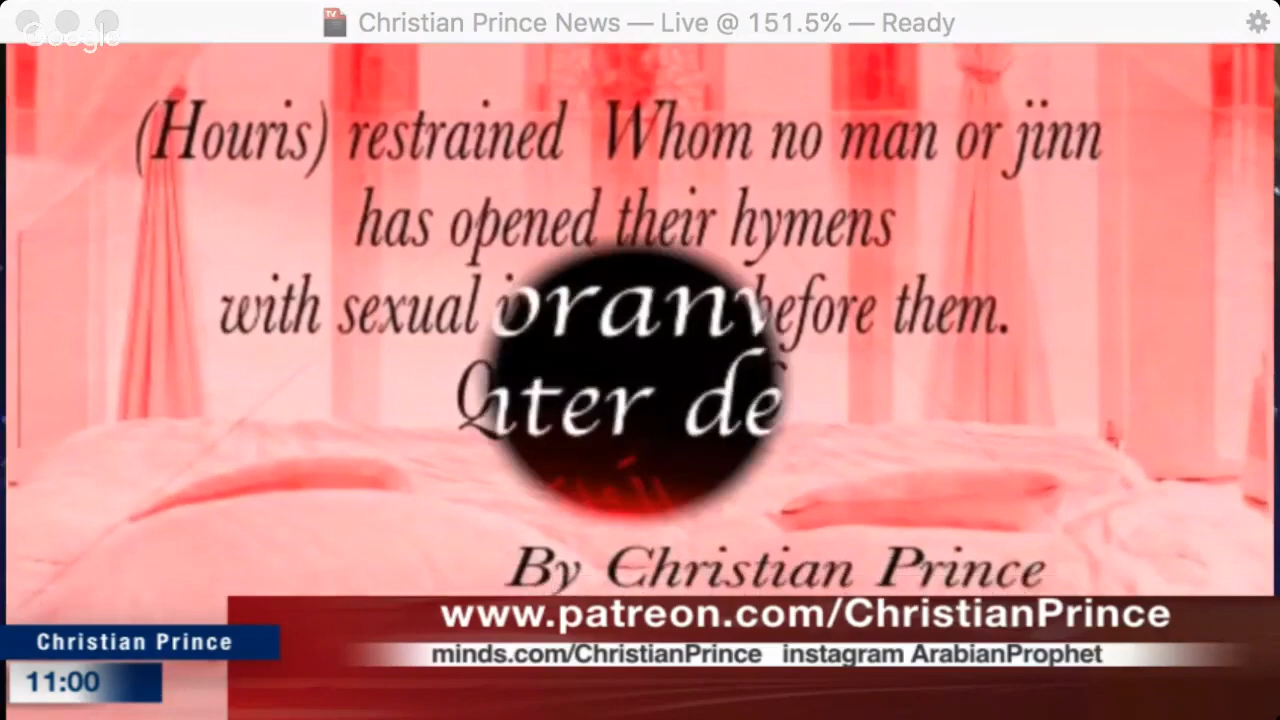 Christian Prince News — Live @ 151.5% — Ready
Google
(Houris) restrained Whom no man or jinn
has opened their hymens
with sexual before them.
By Christian Prince
www.patreon.com/ChristianPrince
Christian Prince
minds.com/ChristianPrince instagram ArabianProphet
11:00